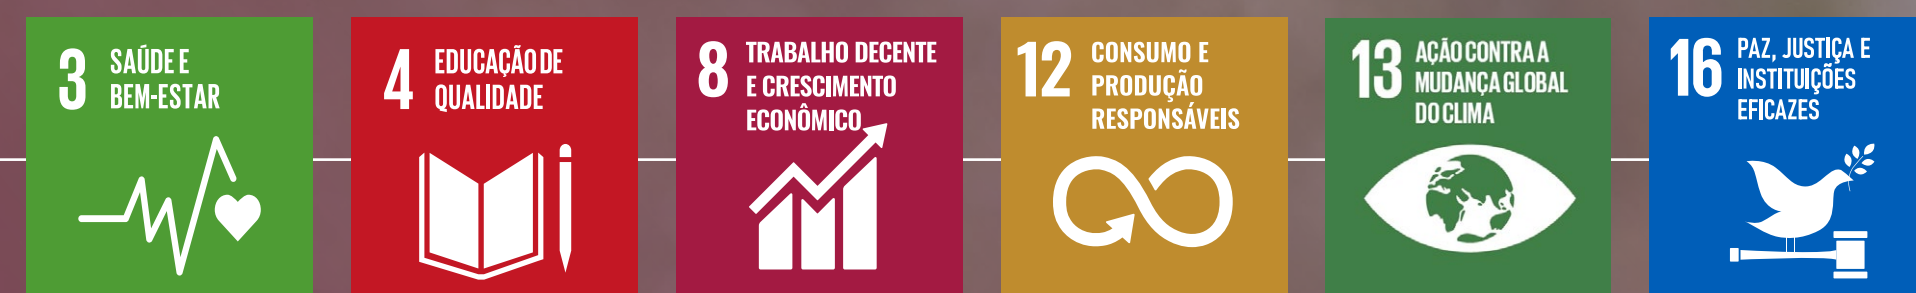 3 SAÚDE E
BEM-ESTAR
4 EDUCAÇÃO DE
QUALIDADE
8 TRABALHO DECENTE
E CRESCIMENTO
ECONÔMICO
12 CONSUMO E
PRODUÇÃO
RESPONSÁVEIS
13 AÇÃO CONTRA A
MUDANÇA GLOBAL
DO CLIMA
16 PAZ, JUSTIÇA E
INSTITUIÇÕES
EFICAZES